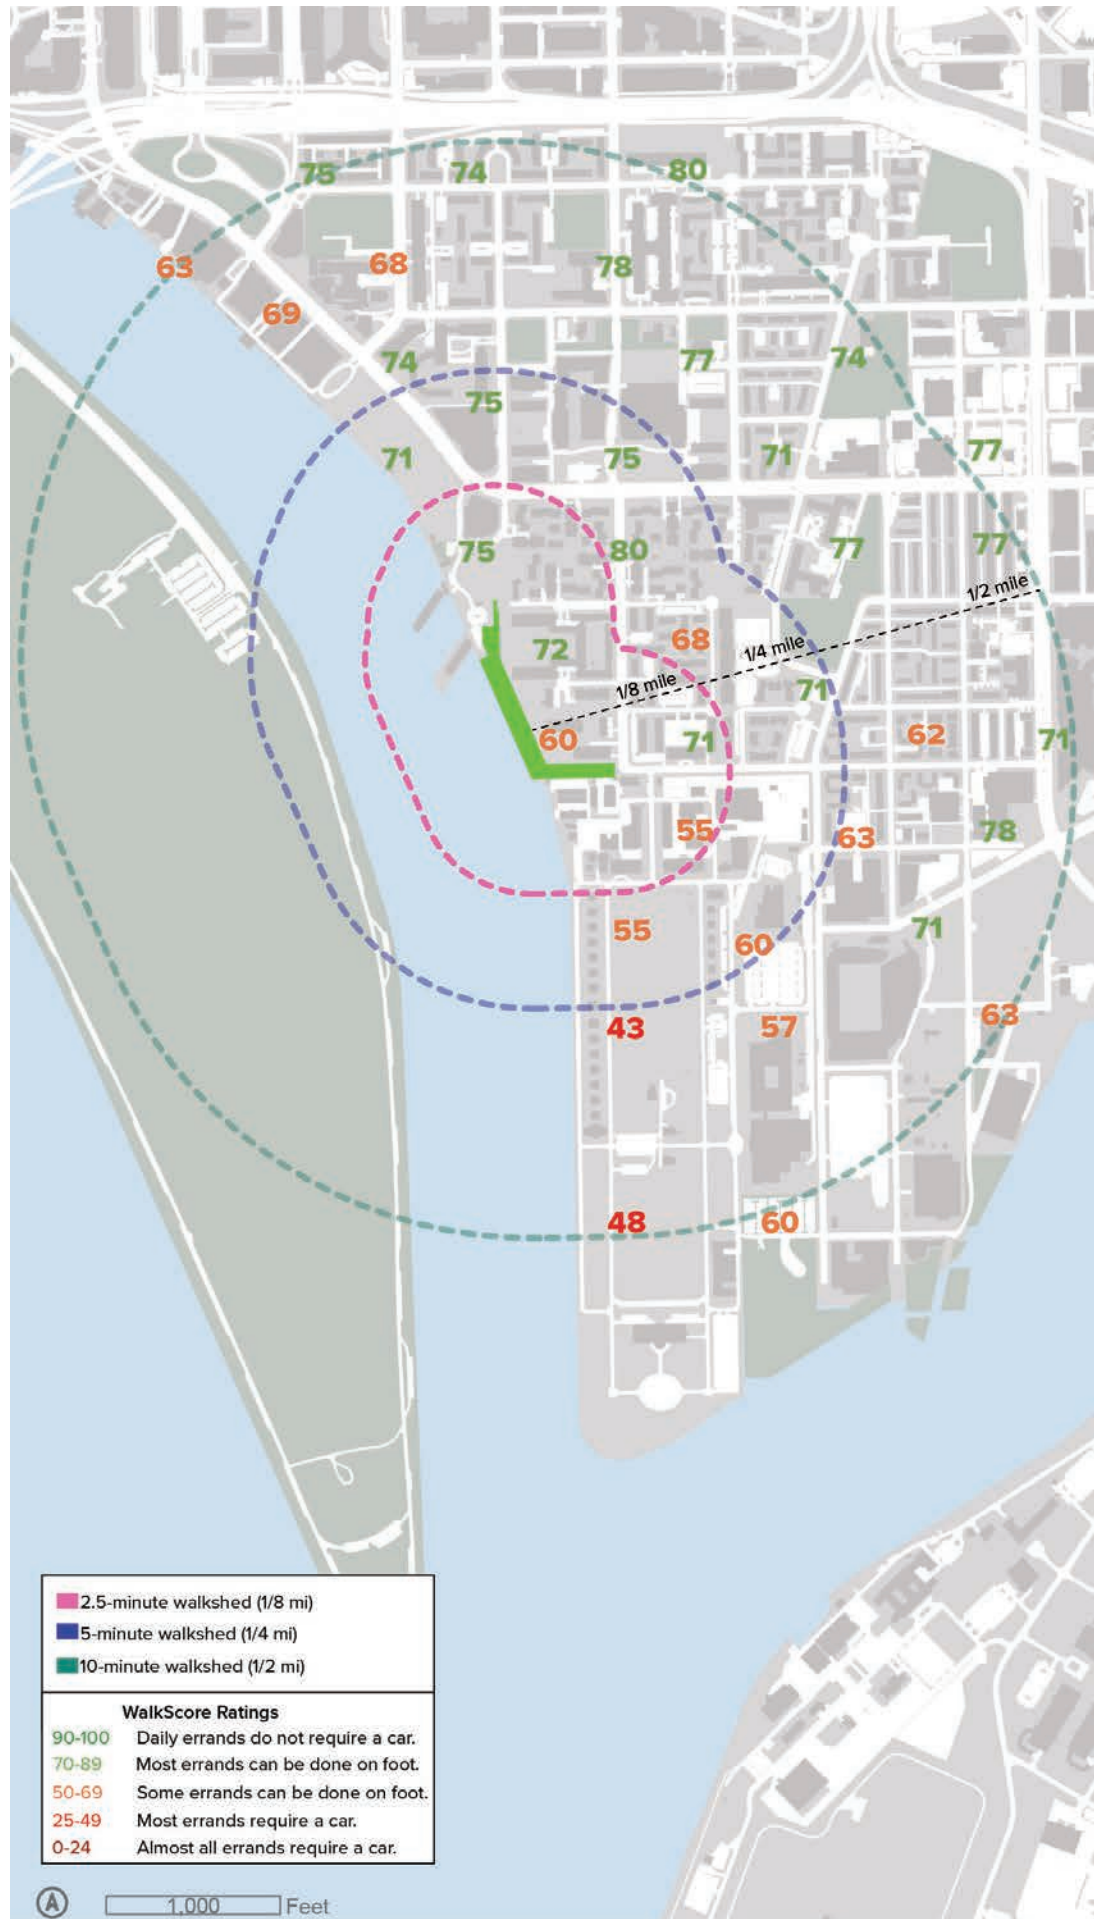 75
74
80
63
68
78
69
74
77
74
75
71
75
71
77
75
80
77
77
1/2 mile
72
68
1/4 mile
1/8 mile
71
60
71
62
71
55
63
78
55
60
71
43
57
63
48
60
2.5-minute walkshed (1/8 mi)
5-minute walkshed (1/4 mi)
10-minute walkshed (1/2 mi)
WalkScore Ratings
90-100 Daily errands do not require a car.
70-89 Most errands can be done on foot.
50-69 Some errands can be done on foot.
25-49 Most errands require a car.
0-24 Almost all errands require a car.
A 1,000 Feet